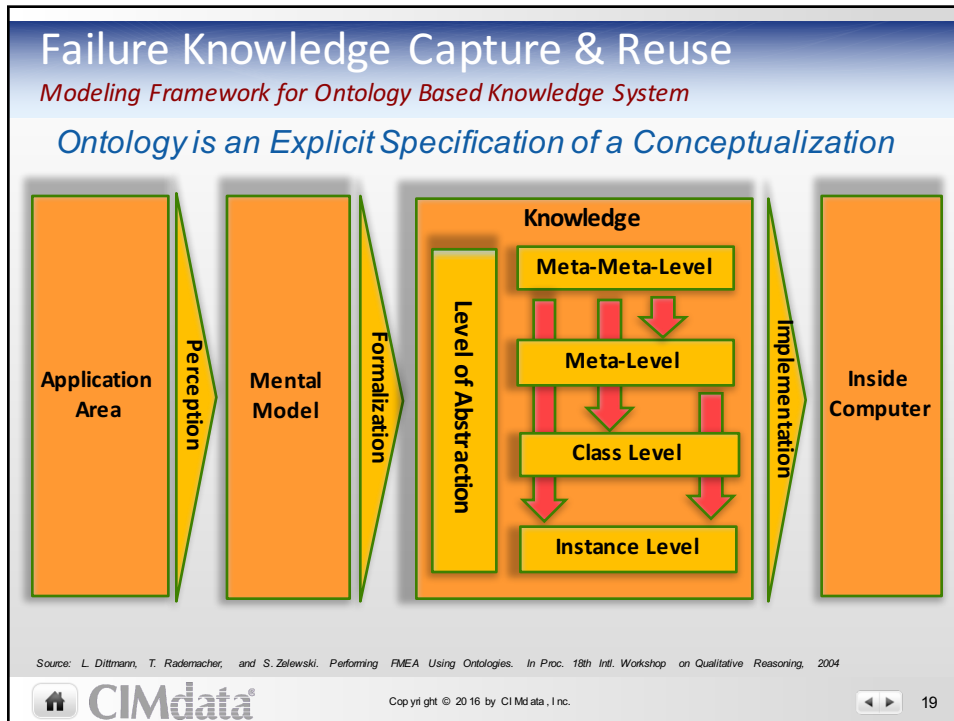 Failure Knowledge Capture & Reuse
Modeling Framework for Ontology Based Knowledge System
Ontology is an Explicit Specification of a Conceptualization
Application
Area
Perception
Mental
Model
Formalization
Knowledge
Level of Abstraction
Meta-Meta-Level
Meta-Level
Class Level
Instance Level
Implementation
Inside
Computer
Source: L. Dittmann, T. Rademacher, and S. Zelewski. Performing FMEA Using Ontologies. In Proc. 18th Intl. Workshop on Qualitative Reasoning, 2004
CIMdata®
Copyright © 2016 by CIMdata, Inc.
19